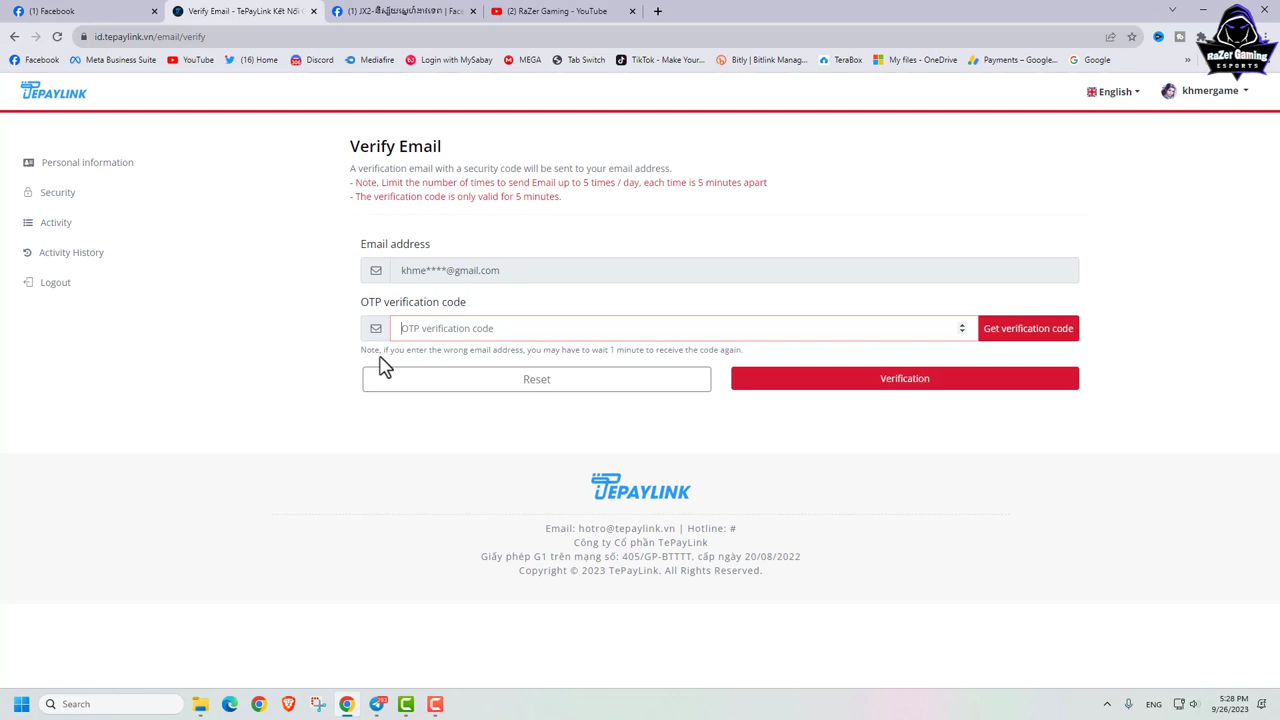 (1) Facebook
Verify Email - TePayLink Kết Nối C
(2) RaZer Gaming - YouTube
id.tepaylink.vn/email/verify
Facebook
Meta Business Suite
YouTube
(16) Home
Discord
Mediafire
Login with MySabay
MECC
Tab Switch
TikTok - Make Your...
Bitly | Bitlink Manag...
TeraBox
My files - OneDrive
Payments — Googl...
Google
RaZer Gaming
ESPORTS
TEPAYLINK
English
khmergame
Personal information
Security
Activity
Activity History
Logout
Verify Email
A verification email with a security code will be sent to your email address.
- Note, Limit the number of times to send Email up to 5 times / day, each time is 5 minutes apart
- The verification code is only valid for 5 minutes.
Email address
khme****@gmail.com
OTP verification code
OTP verification code
Get verification code
Note, if you enter the wrong email address, you may have to wait 1 minute to receive the code again.
Reset
Verification
TEPAYLINK
Email: hotro@tepaylink.vn | Hotline: #
Công ty Cổ phần TePayLink
Giấy phép G1 trên mạng số: 405/GP-BTTTT, cấp ngày 20/08/2022
Copyright © 2023 TePayLink. All Rights Reserved.
Search
ENG
5:28 PM
9/26/2023